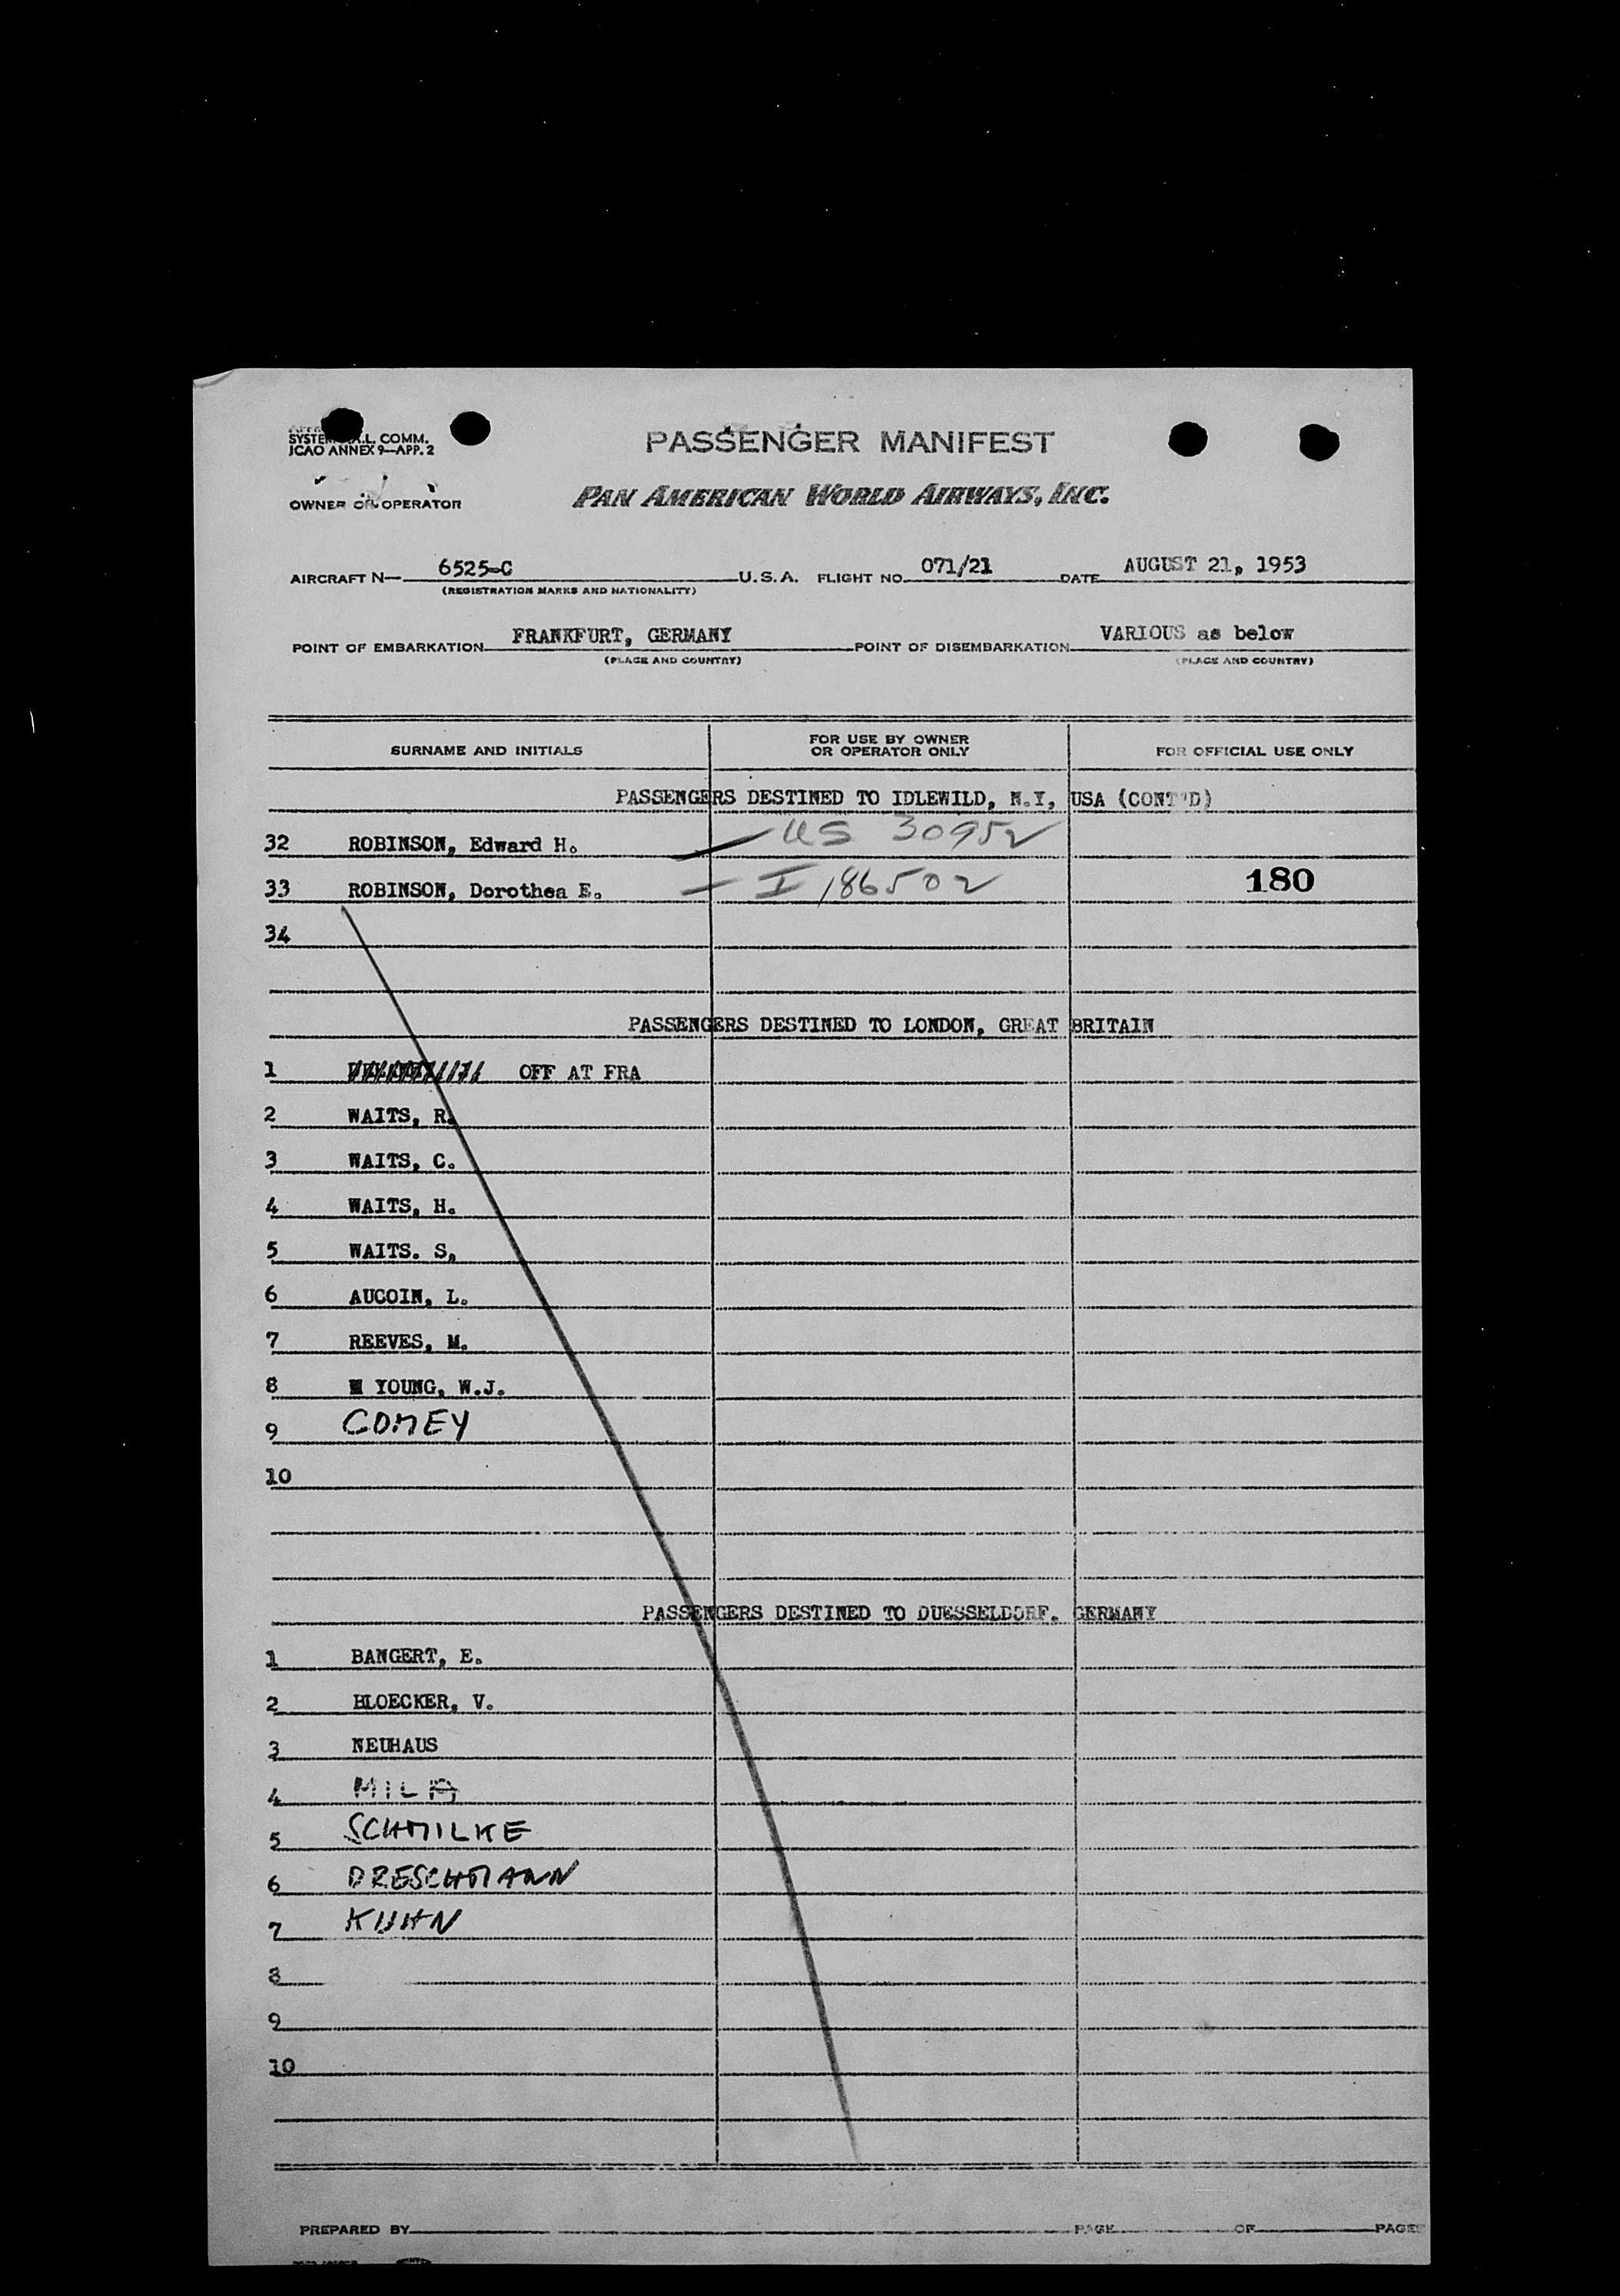 SYSTEM L. COMM.
ICAO ANNEX 9—APP. 2
PASSENGER MANIFEST
OWNER OR OPERATOR
PAN AMERICAN WORLD AIRWAYS, INC.
AIRCRAFT N— 6525-C U.S.A. FLIGHT NO. 071/21 DATE AUGUST 21, 1953
(REGISTRATION MARKS AND NATIONALITY)
POINT OF EMBARKATION FRANKFURT, GERMANY POINT OF DISEMBARKATION VARIOUS as below
(PLACE AND COUNTRY) (PLACE AND COUNTRY)
SURNAME AND INITIALS FOR USE BY OWNER OR OPERATOR ONLY FOR OFFICIAL USE ONLY
PASSENGERS DESTINED TO IDLEWILD, N.Y, USA (CONT'D)
32 ROBINSON, Edward H. — US 30952
33 ROBINSON, Dorothea E. — I 186502 180
34
PASSENGERS DESTINED TO LONDON, GREAT BRITAIN
1 OFF AT FRA
2 WAITS, R.
3 WAITS, C.
4 WAITS, H.
5 WAITS. S,
6 AUCOIN, L.
7 REEVES, M.
8 YOUNG, W.J.
9 COMEY
10
PASSENGERS DESTINED TO DUESSELDORF. GERMANY
1 BANGERT, E.
2 BLOECKER, V.
3 NEUHAUS
4 MILA
5 SCHMILKE
6 DRESCHMANN
7 KUHN
8
9
10
PREPARED BY PAGE OF PAGES